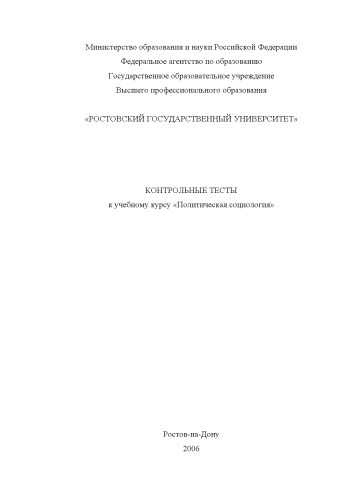 Министерство образования и науки Российской Федерации
Федеральное агентство по образованию
Государственное образовательное учреждение
Высшего профессионального образования
«РОСТОВСКИЙ ГОСУДАРСТВЕННЫЙ УНИВЕРСИТЕТ»
КОНТРОЛЬНЫЕ ТЕСТЫ
к учебному курсу «Политическая социология»
Ростов-на-Дону
2006